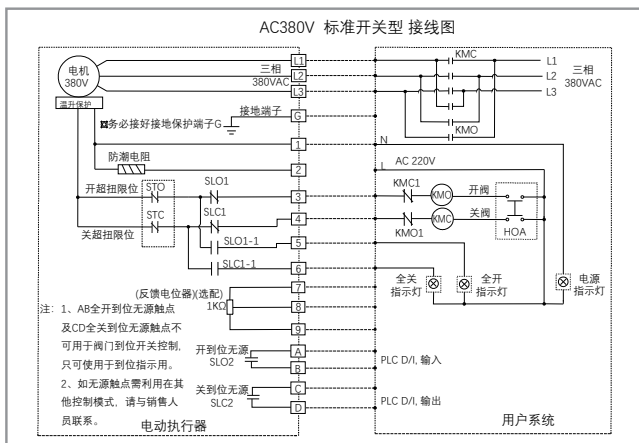 AC380V 标准开关型 接线图
电机
380V
温升保护
三相
380VAC
L1
L2
L3
G
1
2
3
4
5
6
7
8
9
A
B
C
D
务必接好接地保护端子G
接地端子
防潮电阻
开超扭限位
STO
SLO1
STC
SLC1
关超扭限位
SLO1-1
SLC1-1
(反馈电位器)(选配)
1KΩ
注: 1、AB全开到位无源触点
及CD全关到位无源触点不
可用于阀门到位开关控制,
只可使用于到位指示用。
2、如无源触点需利用在其
他控制模式, 请与销售人
员联系。
开到位无源
SLO2
关到位无源
SLC2
电动执行器
KMC
L1
L2
L3
三相
380VAC
KMO
N
L
AC 220V
KMC1
KMO
开阀
KMO1
KMC
关阀
HOA
全关
指示灯
全开
指示灯
电源
指示灯
PLC D/I, 输入
PLC D/I, 输出
用户系统